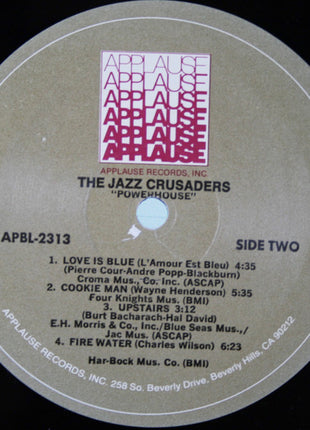 APPLAUSE
APPLAUSE
APPLAUSE
APPLAUSE
APPLAUSE
APPLAUSE
APPLAUSE RECORDS, INC
THE JAZZ CRUSADERS
"POWERHOUSE"
APBL-2313
SIDE TWO
1. LOVE IS BLUE (L'Amour Est Bleu) 4:35
(Pierre Cour-Andre Popp-Blackburn)
Croma Mus., Co, Inc. (ASCAP)
2. COOKIE MAN (Wayne Henderson) 5:35
Four Knights Mus. (BMI)
3. UPSTAIRS 3:12
(Burt Bacharach-Hal David)
E.H. Morris & Co., Inc./Blue Seas Mus.,/
Jac Mus. (ASCAP)
4. FIRE WATER (Charles Wilson) 6:23
Har-Bock Mus. Co. (BMI)
APPLAUSE RECORDS, INC. 258 So. Beverly Drive, Beverly Hills, CA 90212